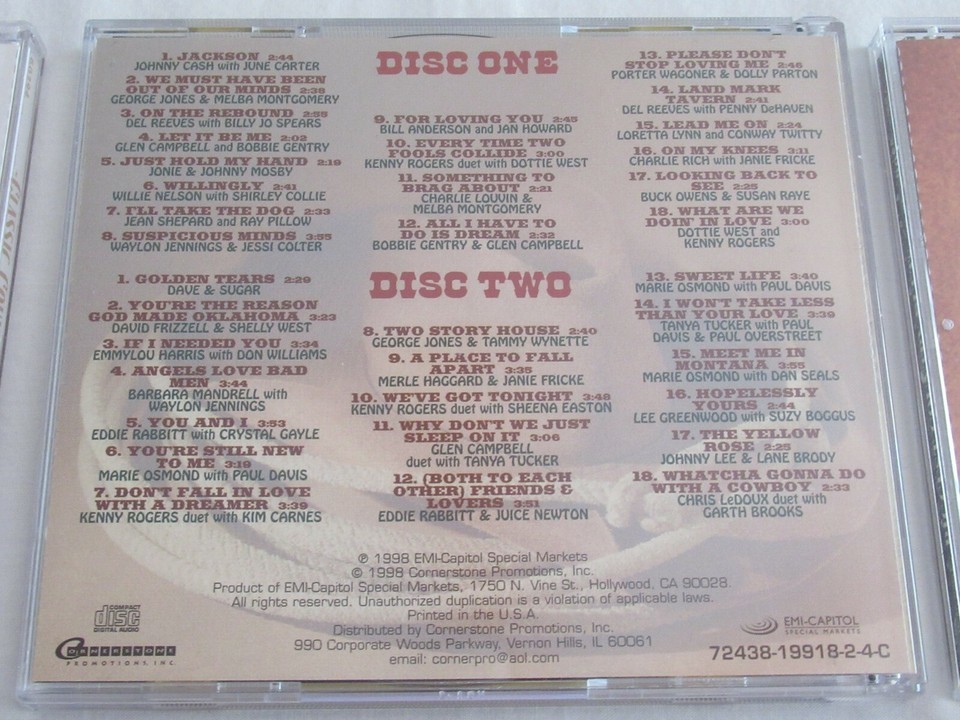 DISC ONE
1. JACKSON 2:44
JOHNNY CASH with JUNE CARTER
2. WE MUST HAVE BEEN
OUT OF OUR MINDS 2:38
GEORGE JONES & MELBA MONTGOMERY
3. ON THE REBOUND 2:55
DEL REEVES with BILLY JO SPEARS
4. LET IT BE ME 2:02
GLEN CAMPBELL and BOBBIE GENTRY
5. JUST HOLD MY HAND 2:19
JONIE & JOHNNY MOSBY
6. WILLINGLY 2:41
WILLIE NELSON with SHIRLEY COLLIE
7. I'LL TAKE THE DOG 2:33
JEAN SHEPARD and RAY PILLOW
8. SUSPICIOUS MINDS 3:55
WAYLON JENNINGS & JESSI COLTER
9. FOR LOVING YOU 2:45
BILL ANDERSON and JAN HOWARD
10. EVERY TIME TWO
FOOLS COLLIDE 3:00
KENNY ROGERS duet with DOTTIE WEST
11. SOMETHING TO
BRAG ABOUT 2:21
CHARLIE LOUVIN &
MELBA MONTGOMERY
12. ALL I HAVE TO
DO IS DREAM 2:32
BOBBIE GENTRY & GLEN CAMPBELL
13. PLEASE DON'T
STOP LOVING ME 2:46
PORTER WAGONER & DOLLY PARTON
14. LAND MARK
TAVERN 2:41
DEL REEVES with PENNY DeHAVEN
15. LEAD ME ON 2:24
LORETTA LYNN and CONWAY TWITTY
16. ON MY KNEES 3:11
CHARLIE RICH with JANIE FRICKE
17. LOOKING BACK TO
SEE 2:25
BUCK OWENS & SUSAN RAYE
18. WHAT ARE WE
DOIN' IN LOVE 3:00
DOTTIE WEST and
KENNY ROGERS
DISC TWO
1. GOLDEN TEARS 2:29
DAVE & SUGAR
2. YOU'RE THE REASON
GOD MADE OKLAHOMA 3:23
DAVID FRIZZELL & SHELLY WEST
3. IF I NEEDED YOU 3:34
EMMYLOU HARRIS with DON WILLIAMS
4. ANGELS LOVE BAD
MEN 3:44
BARBARA MANDRELL with
WAYLON JENNINGS
5. YOU AND I 3:53
EDDIE RABBITT with CRYSTAL GAYLE
6. YOU'RE STILL NEW
TO ME 3:19
MARIE OSMOND with PAUL DAVIS
7. DON'T FALL IN LOVE
WITH A DREAMER 3:39
KENNY ROGERS duet with KIM CARNES
8. TWO STORY HOUSE 2:40
GEORGE JONES & TAMMY WYNETTE
9. A PLACE TO FALL
APART 3:35
MERLE HAGGARD & JANIE FRICKE
10. WE'VE GOT TONIGHT 3:48
KENNY ROGERS duet with SHEENA EASTON
11. WHY DON'T WE JUST
SLEEP ON IT 3:06
GLEN CAMPBELL
duet with TANYA TUCKER
12. (BOTH TO EACH
OTHER) FRIENDS &
LOVERS 3:51
EDDIE RABBITT & JUICE NEWTON
13. SWEET LIFE 3:40
MARIE OSMOND with PAUL DAVIS
14. I WON'T TAKE LESS
THAN YOUR LOVE 3:39
TANYA TUCKER with PAUL
DAVIS & PAUL OVERSTREET
15. MEET ME IN
MONTANA 3:55
MARIE OSMOND with DAN SEALS
16. HOPELESSLY
YOURS 2:44
LEE GREENWOOD with SUZY BOGGUS
17. THE YELLOW
ROSE 2:25
JOHNNY LEE & LANE BRODY
18. WHATCHA GONNA DO
WITH A COWBOY 2:33
CHRIS LeDOUX duet with
GARTH BROOKS
℗ 1998 EMI-Capitol Special Markets
© 1998 Cornerstone Promotions, Inc.
Product of EMI-Capitol Special Markets, 1750 N. Vine St., Hollywood, CA 90028.
All rights reserved. Unauthorized duplication is a violation of applicable laws.
Printed in the U.S.A.
Distributed by Cornerstone Promotions, Inc.
990 Corporate Woods Parkway, Vernon Hills, IL 60061
email: cornerpro@aol.com
COMPACT
disc
DIGITAL AUDIO
CORNERSTONE
PROMOTIONS, INC.
EMI-CAPITOL
SPECIAL MARKETS
72438-19918-2-4-C